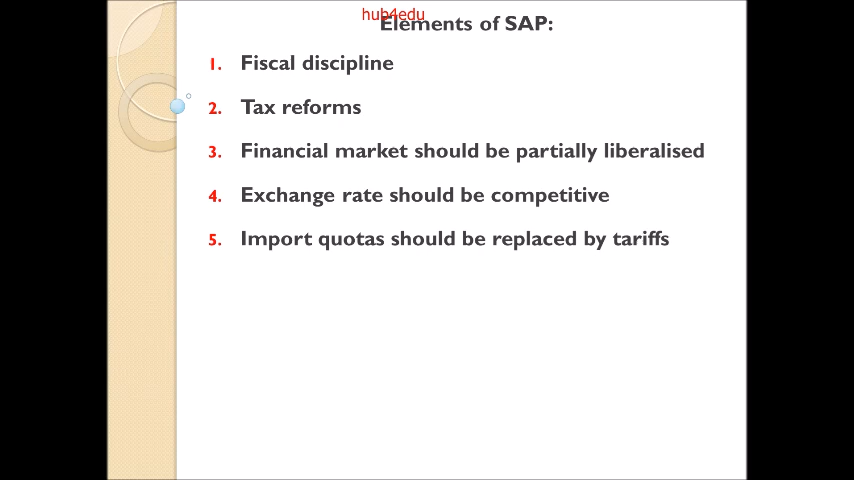 hub4edu
Elements of SAP:
1. Fiscal discipline
2. Tax reforms
3. Financial market should be partially liberalised
4. Exchange rate should be competitive
5. Import quotas should be replaced by tariffs